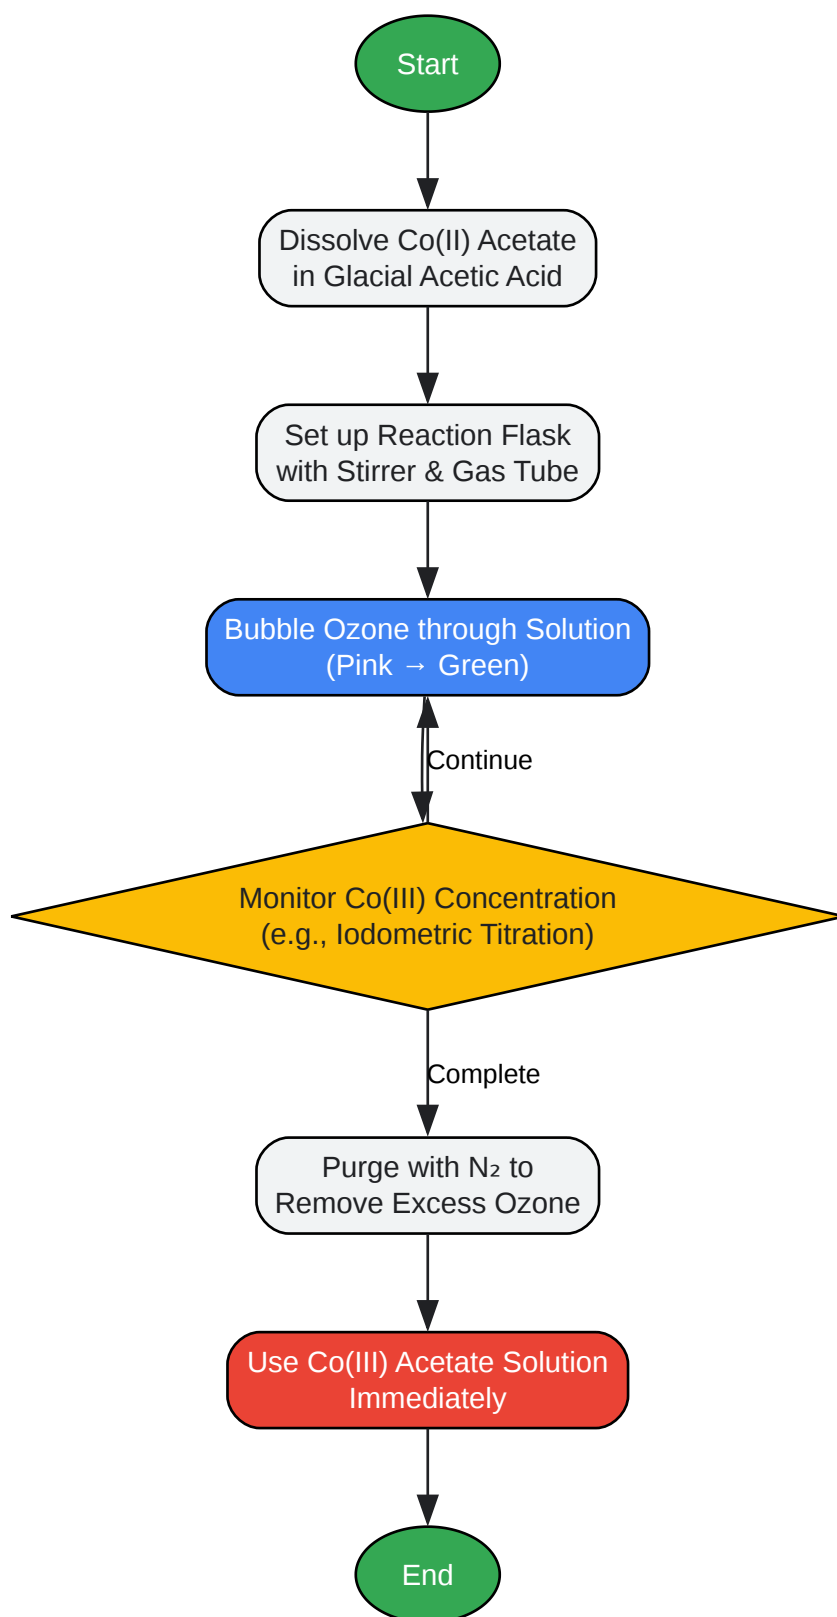 Start
Dissolve Co(II) Acetate
in Glacial Acetic Acid
Set up Reaction Flask
with Stirrer & Gas Tube
Bubble Ozone through Solution
(Pink → Green)
Continue
Monitor Co(III) Concentration
(e.g., Iodometric Titration)
Complete
Purge with N₂ to
Remove Excess Ozone
Use Co(III) Acetate Solution
Immediately
End